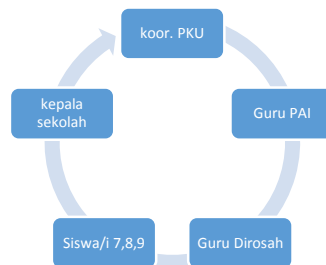 koor. PKU
Guru PAI
Guru Dirosah
Siswa/i 7,8,9
kepala
sekolah